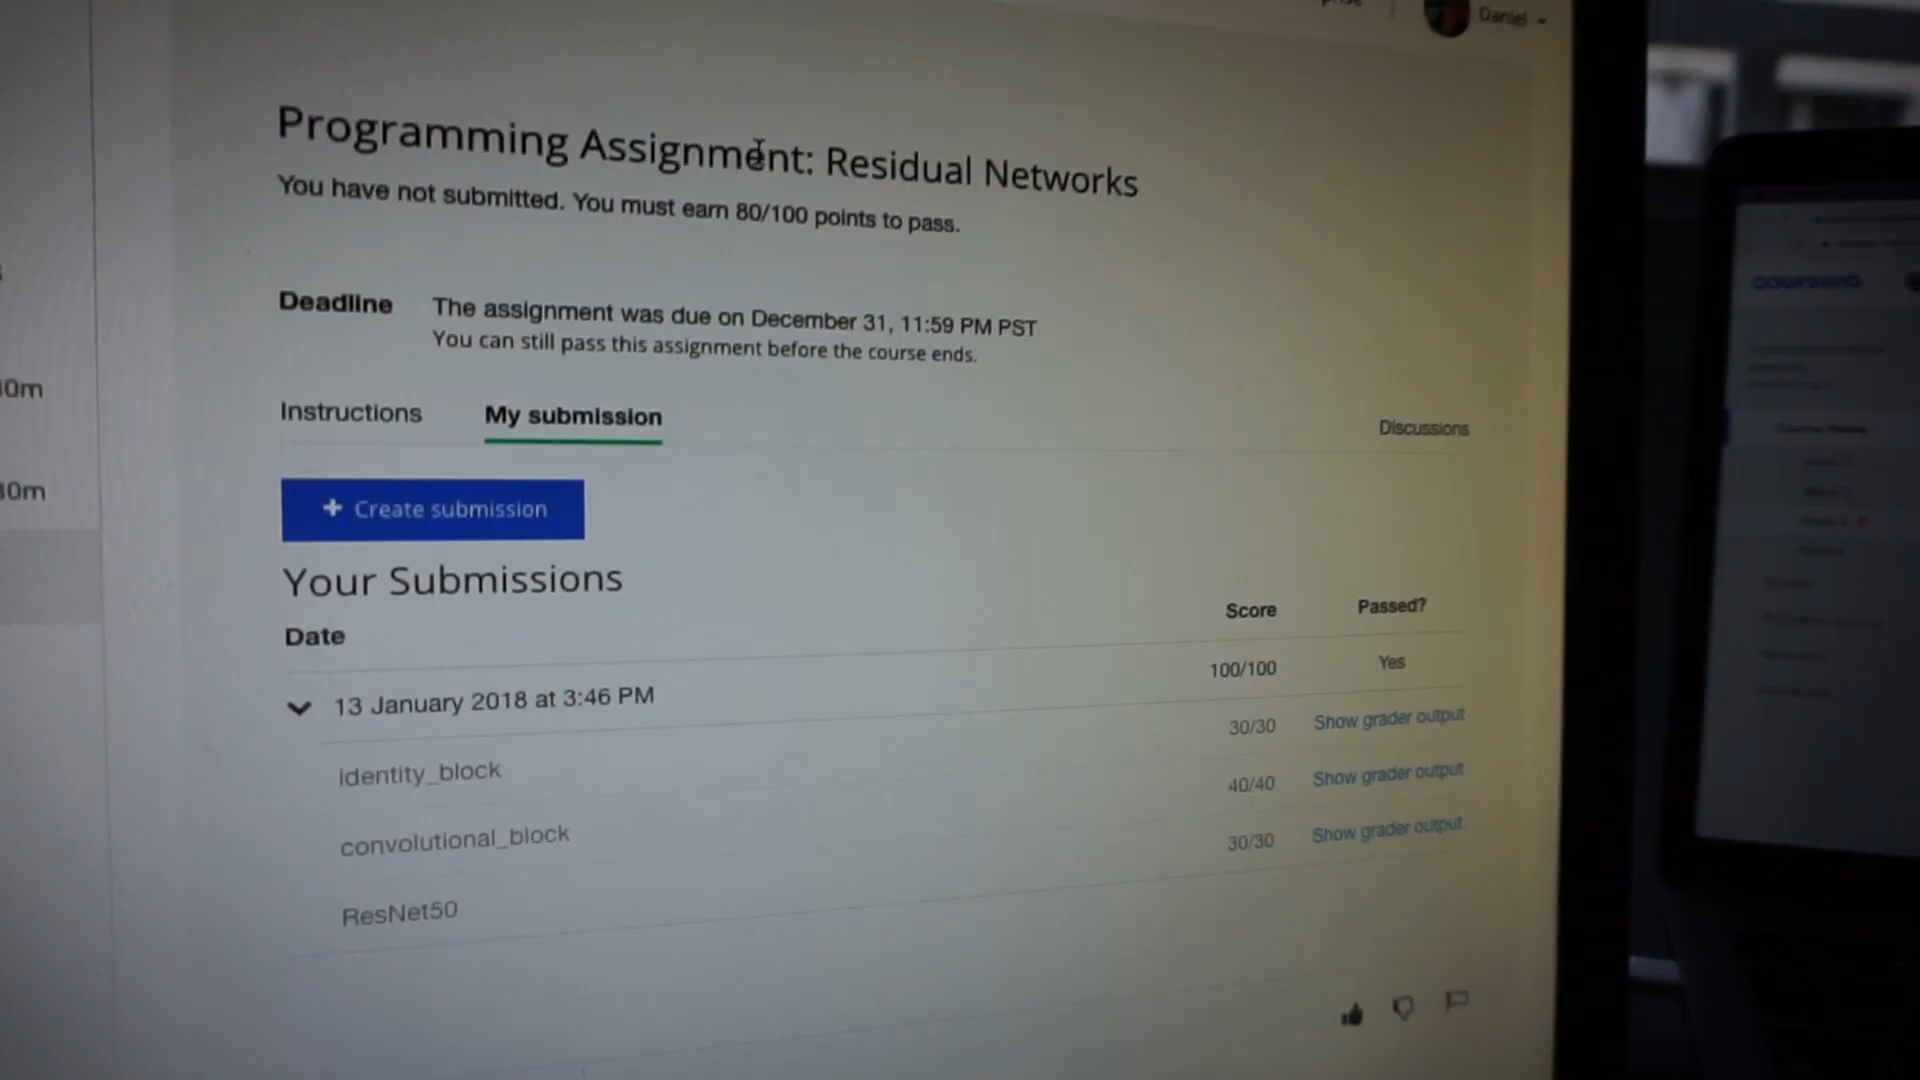 Daniel
Programming Assignment: Residual Networks
You have not submitted. You must earn 80/100 points to pass.
Deadline The assignment was due on December 31, 11:59 PM PST
You can still pass this assignment before the course ends.
Instructions My submission Discussions
+ Create submission
Your Submissions
Date Score Passed?
13 January 2018 at 3:46 PM 100/100 Yes
identity_block 30/30 Show grader output
convolutional_block 40/40 Show grader output
ResNet50 30/30 Show grader output
0m
0m
coursera